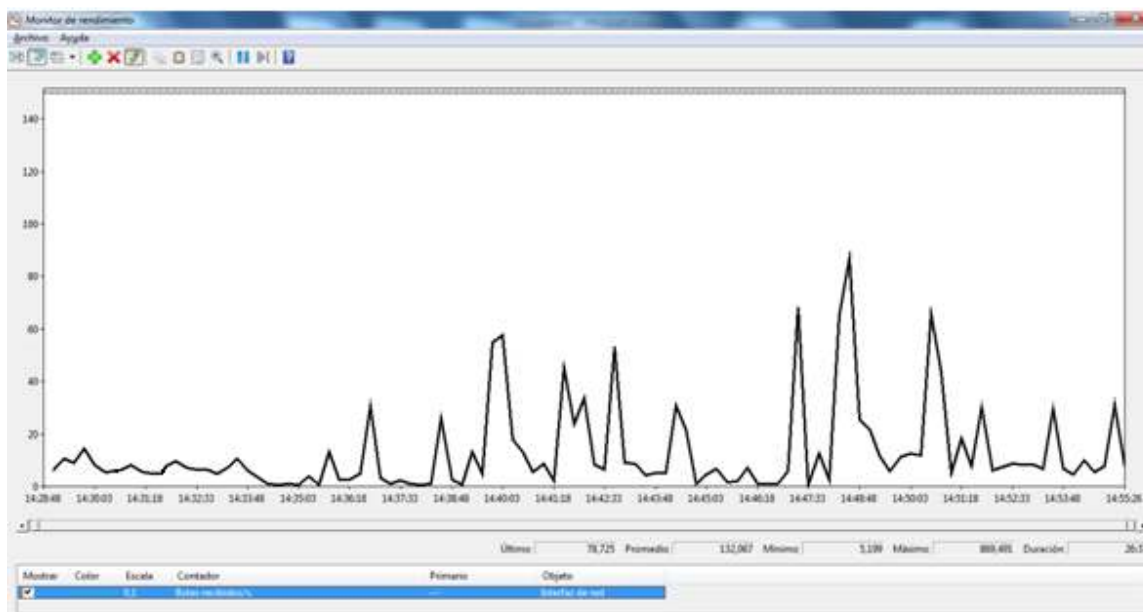 Monitor de rendimiento
Archivo Ayuda
140
120
100
80
60
40
20
0
14:28:48 14:30:03 14:31:18 14:32:33 14:33:48 14:35:03 14:36:18 14:37:33 14:38:48 14:40:03 14:41:18 14:42:33 14:43:48 14:45:03 14:46:18 14:47:33 14:48:48 14:50:03 14:51:18 14:52:33 14:53:48 14:55:26
Último 78,725 Promedio 132,067 Mínimo 5,199 Máximo Duración
Mostrar Color Escala Contador Primario Objeto
0,1 Bytes recibidos/s --- Interfaz de red